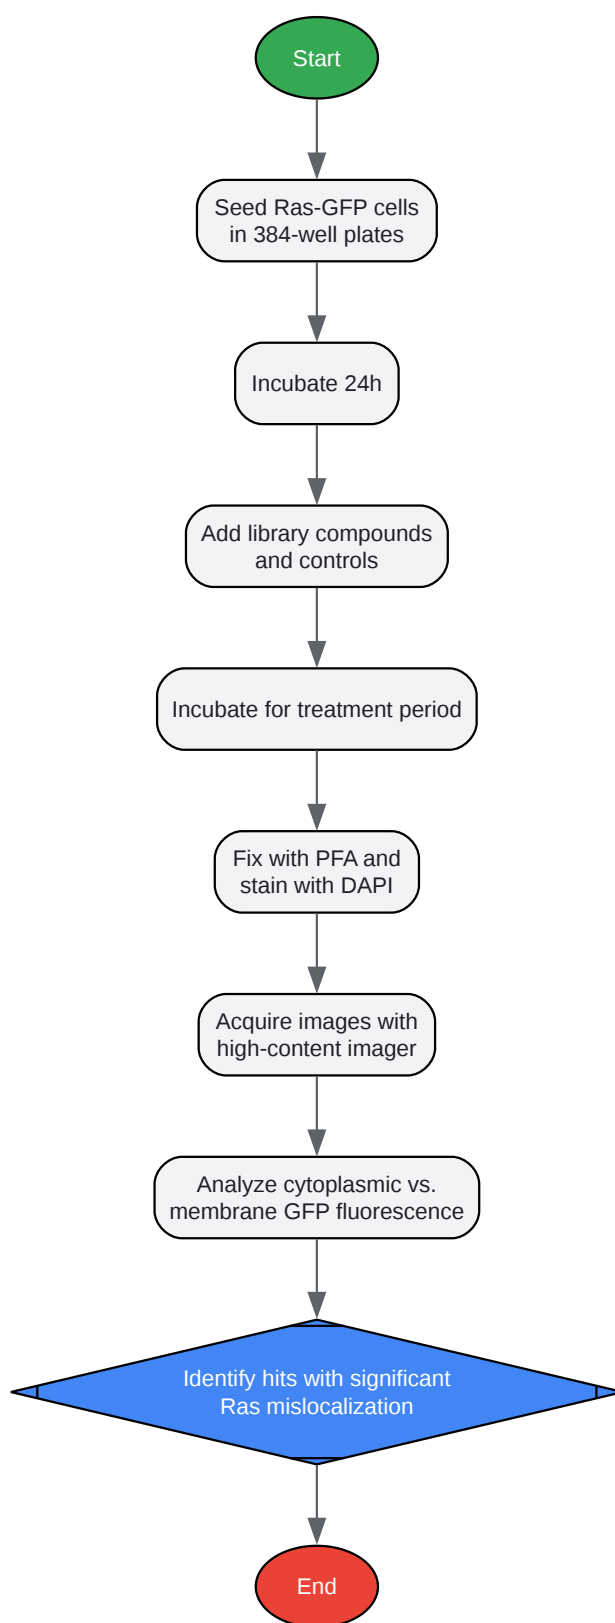 Start
Seed Ras-GFP cells
in 384-well plates
Incubate 24h
Add library compounds
and controls
Incubate for treatment period
Fix with PFA and
stain with DAPI
Acquire images with
high-content imager
Analyze cytoplasmic vs.
membrane GFP fluorescence
Identify hits with significant
Ras mislocalization
End